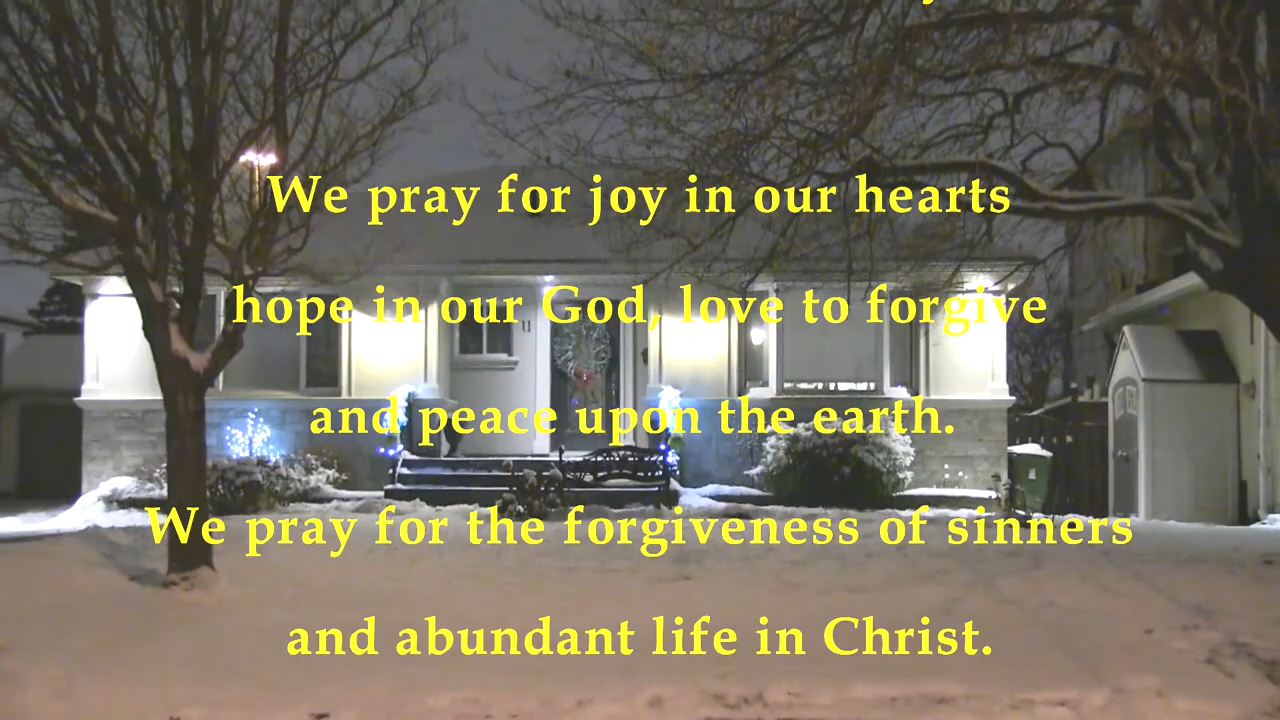 We pray for joy in our hearts
hope in our God, love to forgive
and peace upon the earth.
We pray for the forgiveness of sinners
and abundant life in Christ.